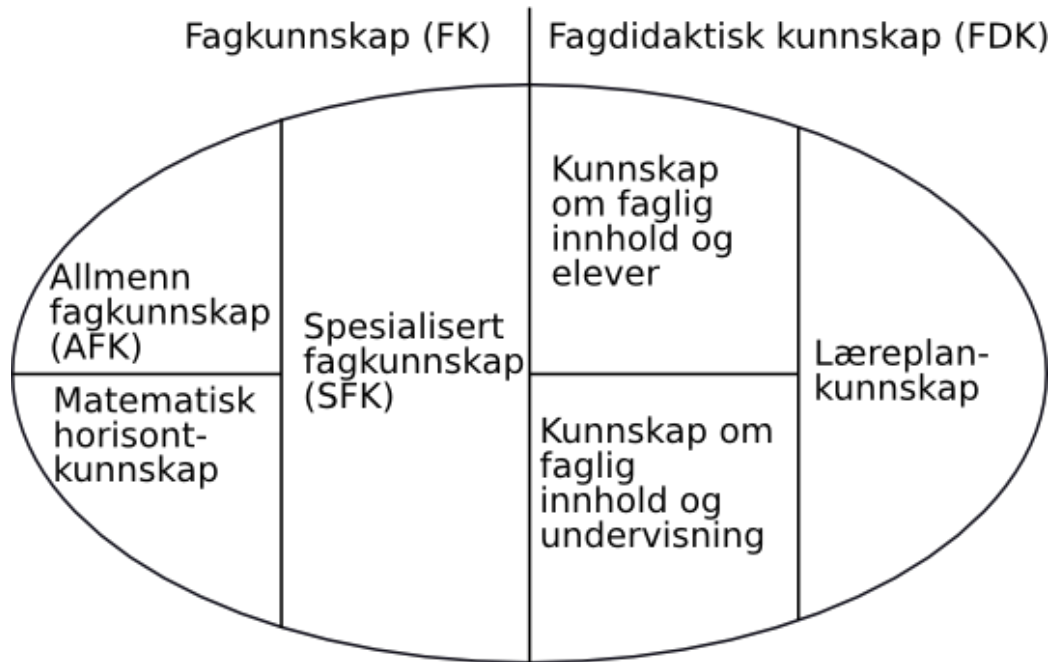 Fagkunnskap (FK)
Fagdidaktisk kunnskap (FDK)
Allmenn
fagkunnskap
(AFK)
Matematisk
horisont-
kunnskap
Spesialisert
fagkunnskap
(SFK)
Kunnskap
om faglig
innhold og
elever
Kunnskap om
faglig
innhold og
undervisning
Læreplan-
kunnskap